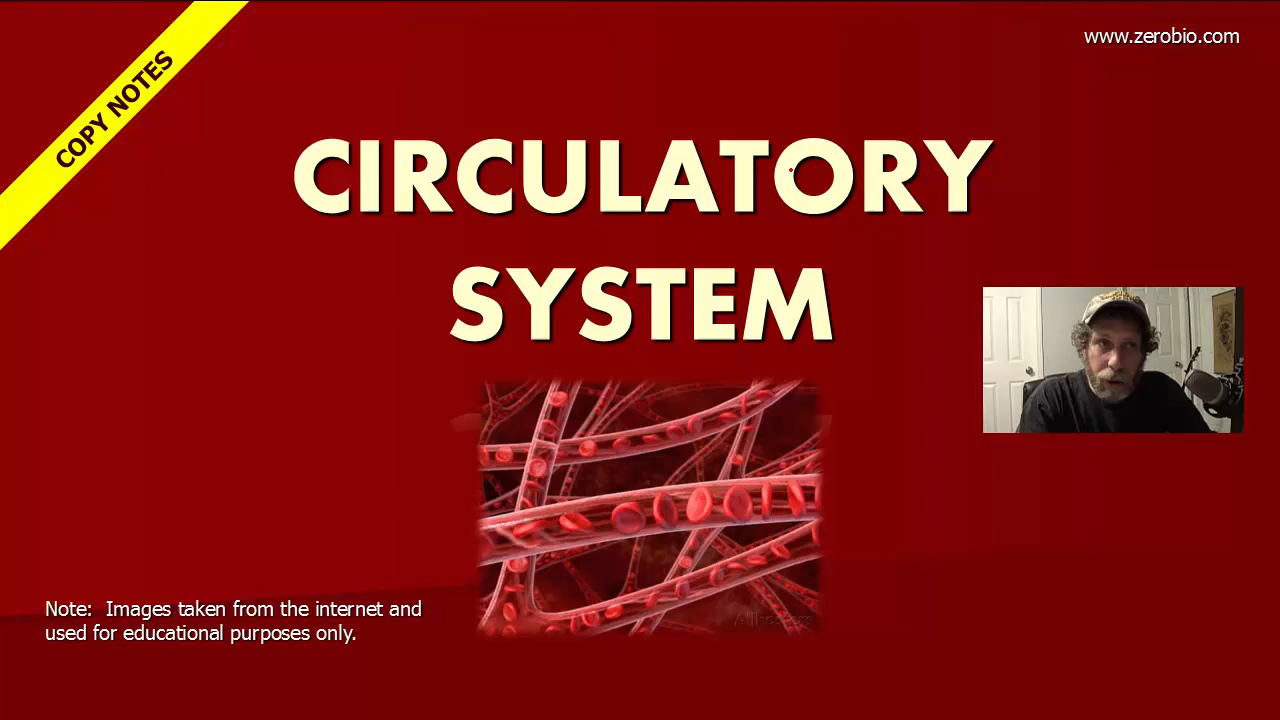 COPY NOTES
www.zerobio.com
CIRCULATORY
SYSTEM
Note: Images taken from the internet and
used for educational purposes only.